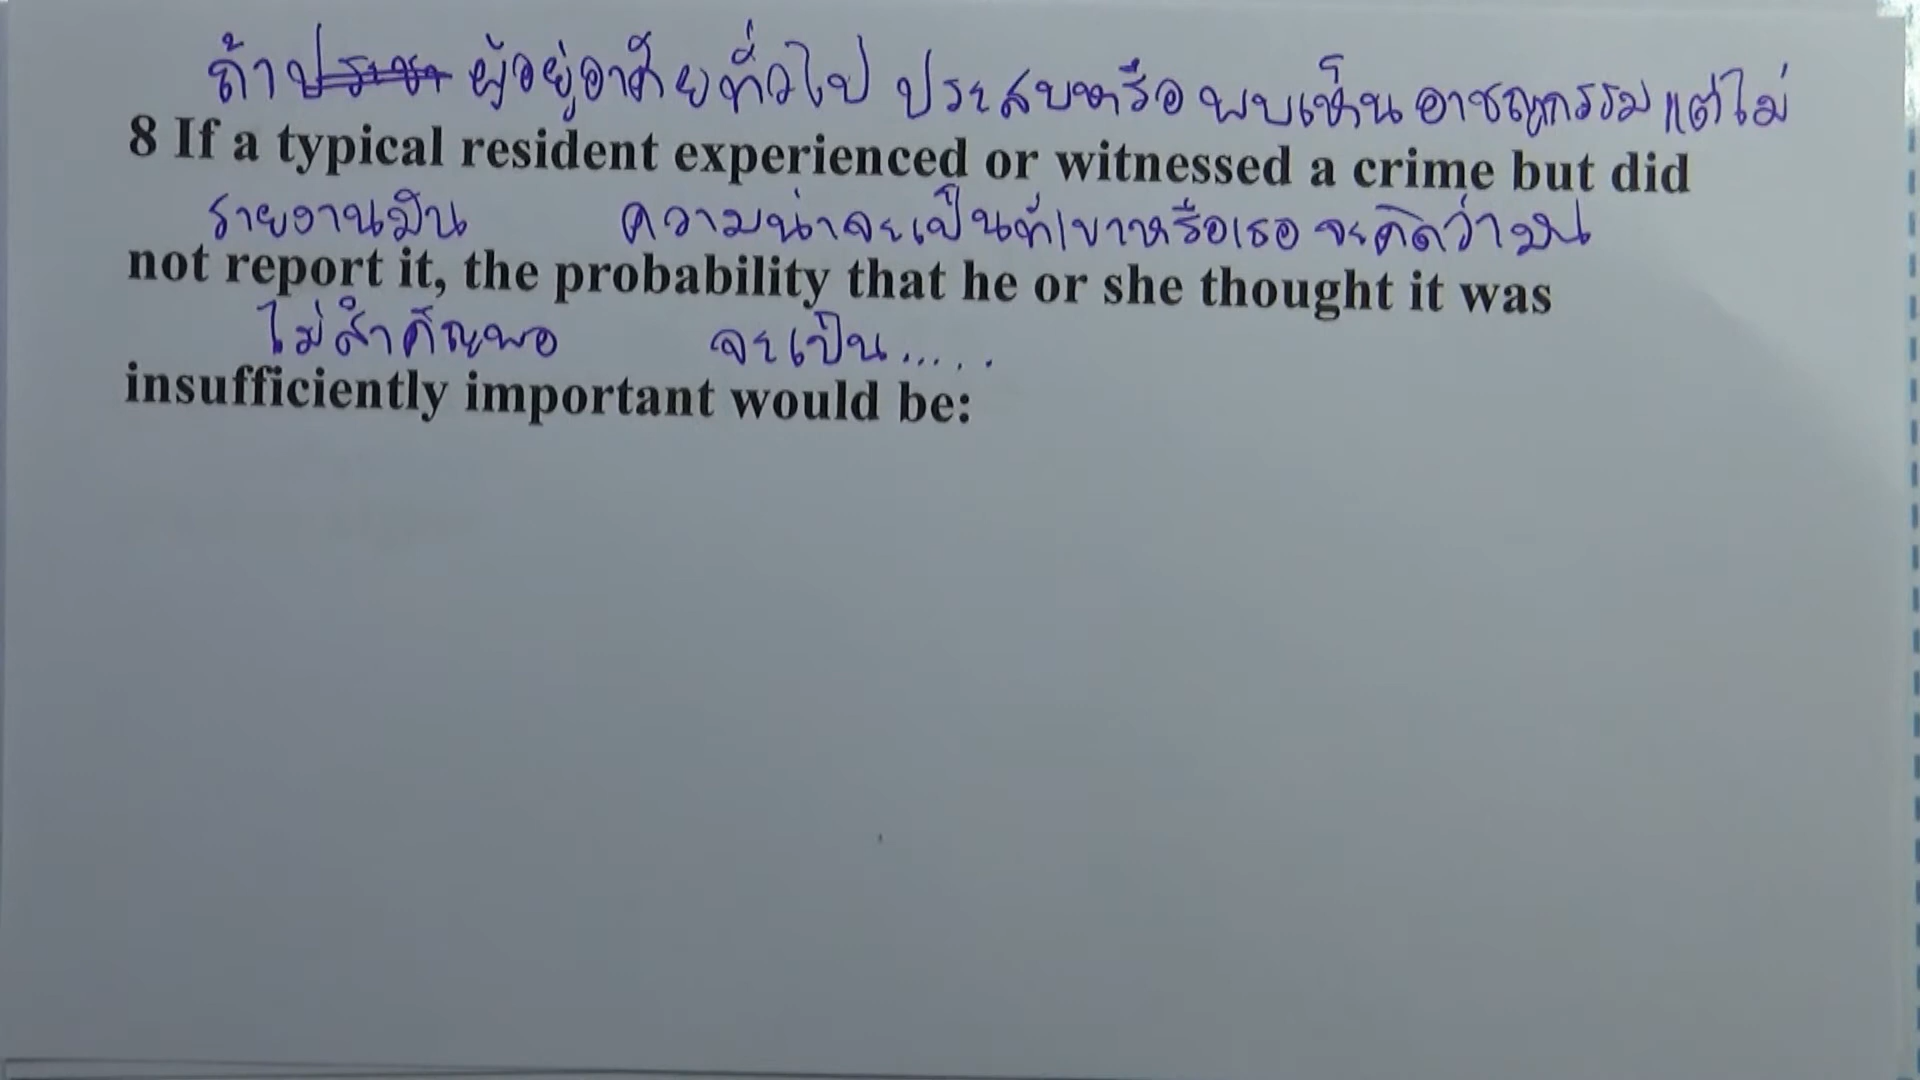 ถ้าประชา ผู้อยู่อาศัยทั่วไป ประสบหรือ พบเห็น อาชญกรรม แต่ไม่
8 If a typical resident experienced or witnessed a crime but did
รายงานมัน ความน่าจะเป็นที่เขาหรือเธอ จะคิดว่ามัน
not report it, the probability that he or she thought it was
ไม่สำคัญพอ จะเป็น.....
insufficiently important would be: